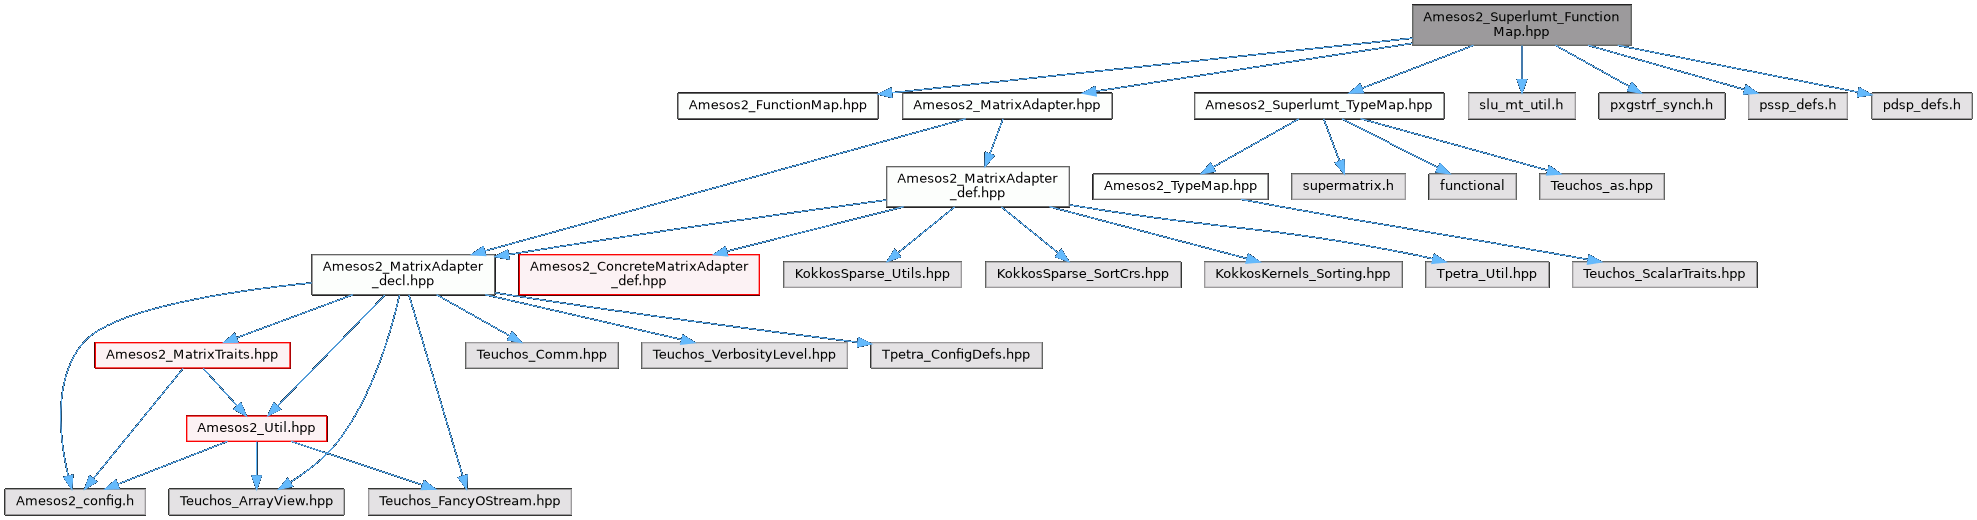 Amesos2_Superlumt_Function
Map.hpp
Amesos2_FunctionMap.hpp
Amesos2_MatrixAdapter.hpp
Amesos2_Superlumt_TypeMap.hpp
slu_mt_util.h
pxgstrf_synch.h
pssp_defs.h
pdsp_defs.h
Amesos2_MatrixAdapter
_def.hpp
Amesos2_TypeMap.hpp
supermatrix.h
functional
Teuchos_as.hpp
Amesos2_MatrixAdapter
_decl.hpp
Amesos2_ConcreteMatrixAdapter
_def.hpp
KokkosSparse_Utils.hpp
KokkosSparse_SortCrs.hpp
KokkosKernels_Sorting.hpp
Tpetra_Util.hpp
Teuchos_ScalarTraits.hpp
Amesos2_MatrixTraits.hpp
Teuchos_Comm.hpp
Teuchos_VerbosityLevel.hpp
Tpetra_ConfigDefs.hpp
Amesos2_Util.hpp
Amesos2_config.h
Teuchos_ArrayView.hpp
Teuchos_FancyOStream.hpp